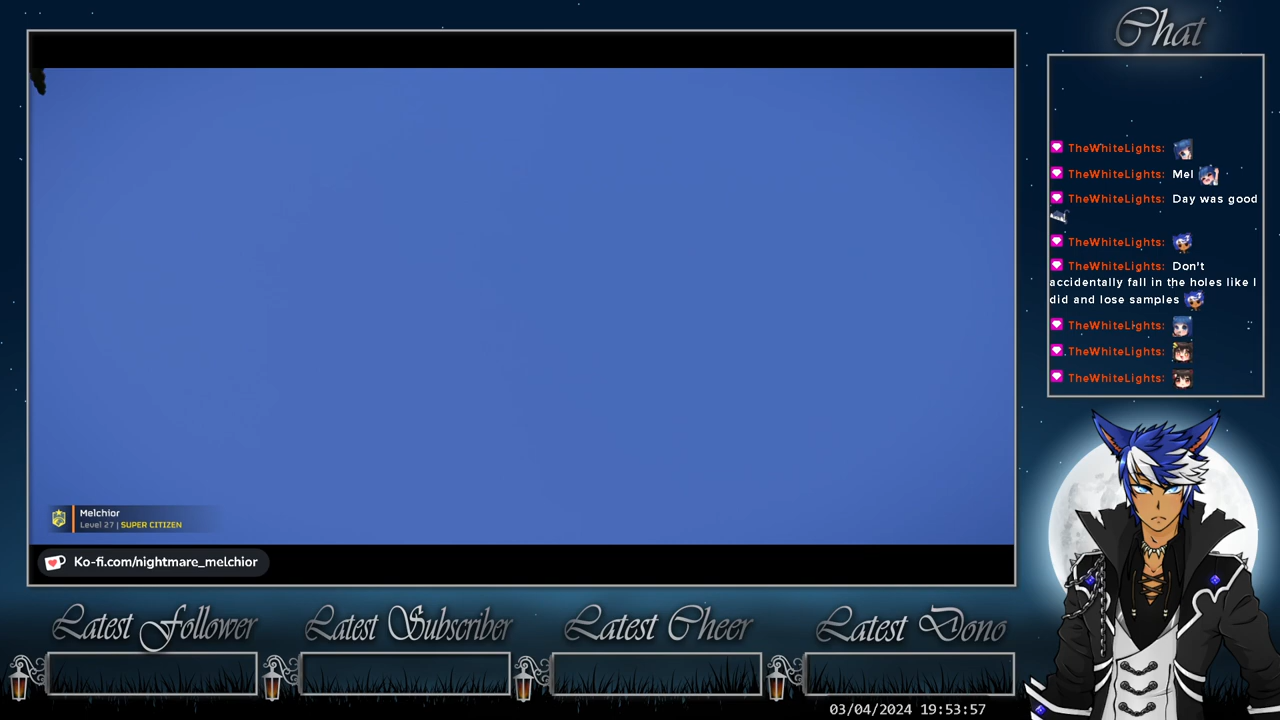 Chat
TheWhiteLights:
TheWhiteLights: Mel
TheWhiteLights: Day was good
TheWhiteLights:
TheWhiteLights: Don't
accidentally fall in the holes like I
did and lose samples
TheWhiteLights:
TheWhiteLights:
TheWhiteLights:
Melchior
Level 27 | SUPER CITIZEN
Ko-fi.com/nightmare_melchior
Latest Follower
Latest Subscriber
Latest Cheer
Latest Dono
03/04/2024 19:53:57